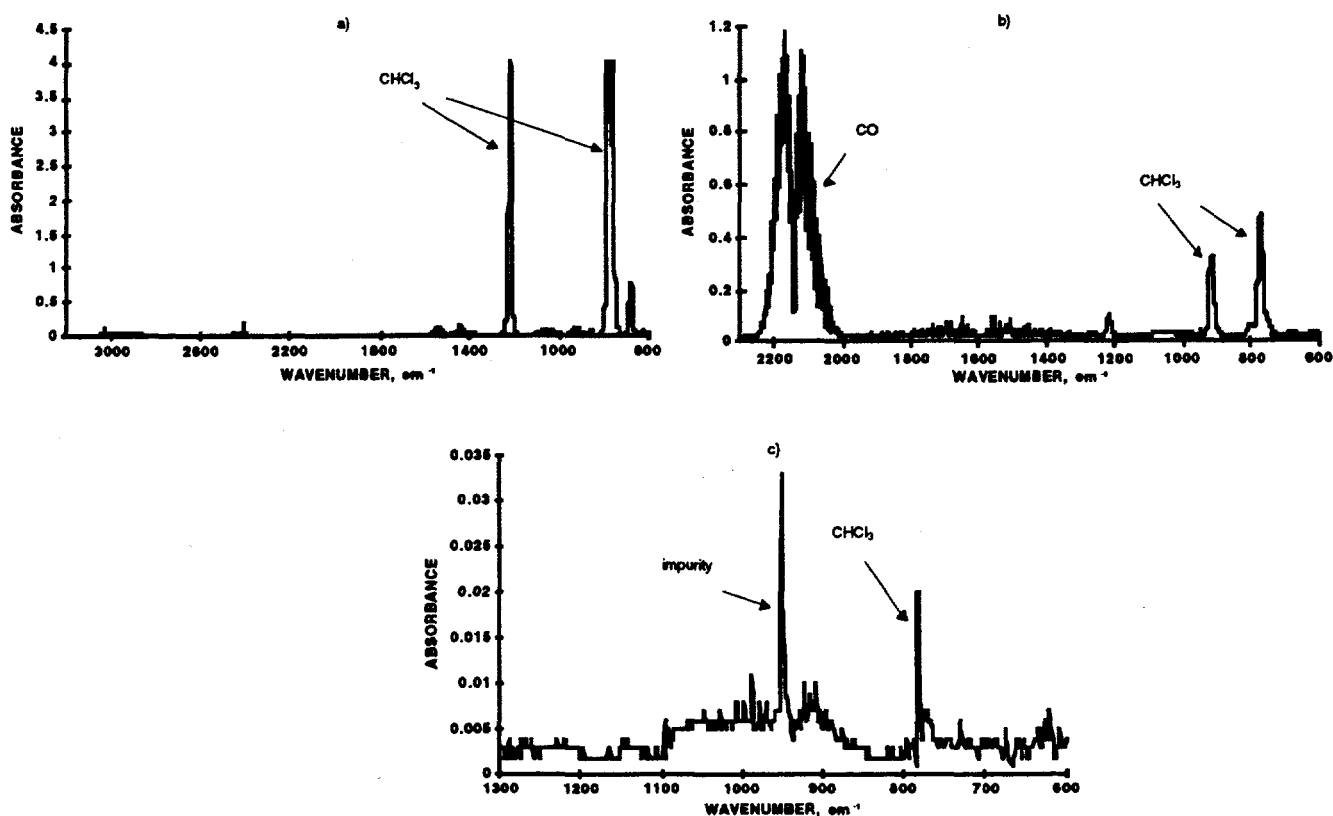 a)
4.5
4
3.5
3
2.5
2
1.5
1
0.5
0
ABSORBANCE
CHCl₃
3000 2600 2200 1800 1400 1000 600
WAVENUMBER, cm⁻¹
b)
1.2
1
0.8
0.6
0.4
0.2
0
ABSORBANCE
CO
CHCl₃
2200 2000 1800 1600 1400 1200 1000 800 600
WAVENUMBER, cm⁻¹
c)
0.035
0.03
0.025
0.02
0.015
0.01
0.005
0
ABSORBANCE
impurity
CHCl₃
1300 1200 1100 1000 900 800 700 600
WAVENUMBER, cm⁻¹